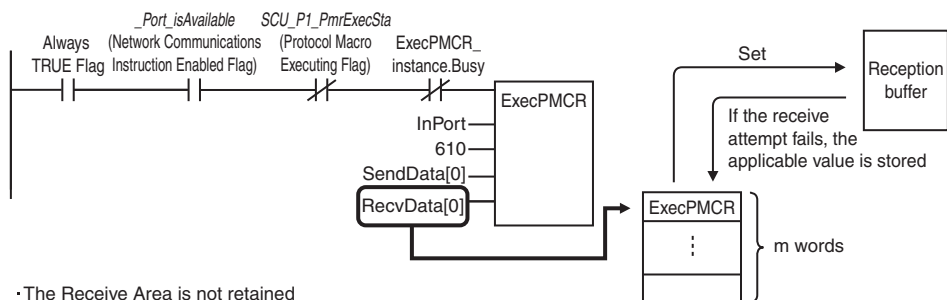 _Port_isAvailable SCU_P1_PmrExecSta
Always (Network Communications (Protocol Macro ExecPMCR_
TRUE Flag Instruction Enabled Flag) Executing Flag) instance.Busy
ExecPMCR
InPort
610
SendData[0]
RecvData[0]
Set
Reception
buffer
If the receive
attempt fails, the
applicable value is stored
ExecPMCR
m words
·The Receive Area is not retained